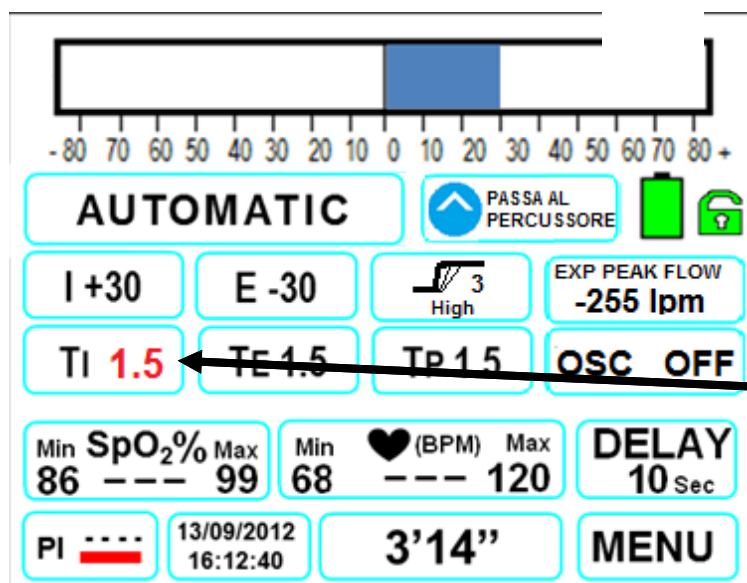 - 80 70 60 50 40 30 20 10 0 10 20 30 40 50 60 70 80 +
AUTOMATIC
PASSA AL
PERCUSSORE
I +30
E -30
3
High
EXP PEAK FLOW
-255 lpm
TI 1.5
TE 1.5
TP 1.5
OSC OFF
Min SpO₂% Max
86 --- 99
Min (BPM) Max
68 --- 120
DELAY
10 Sec
PI ----
13/09/2012
16:12:40
3’14”
MENU